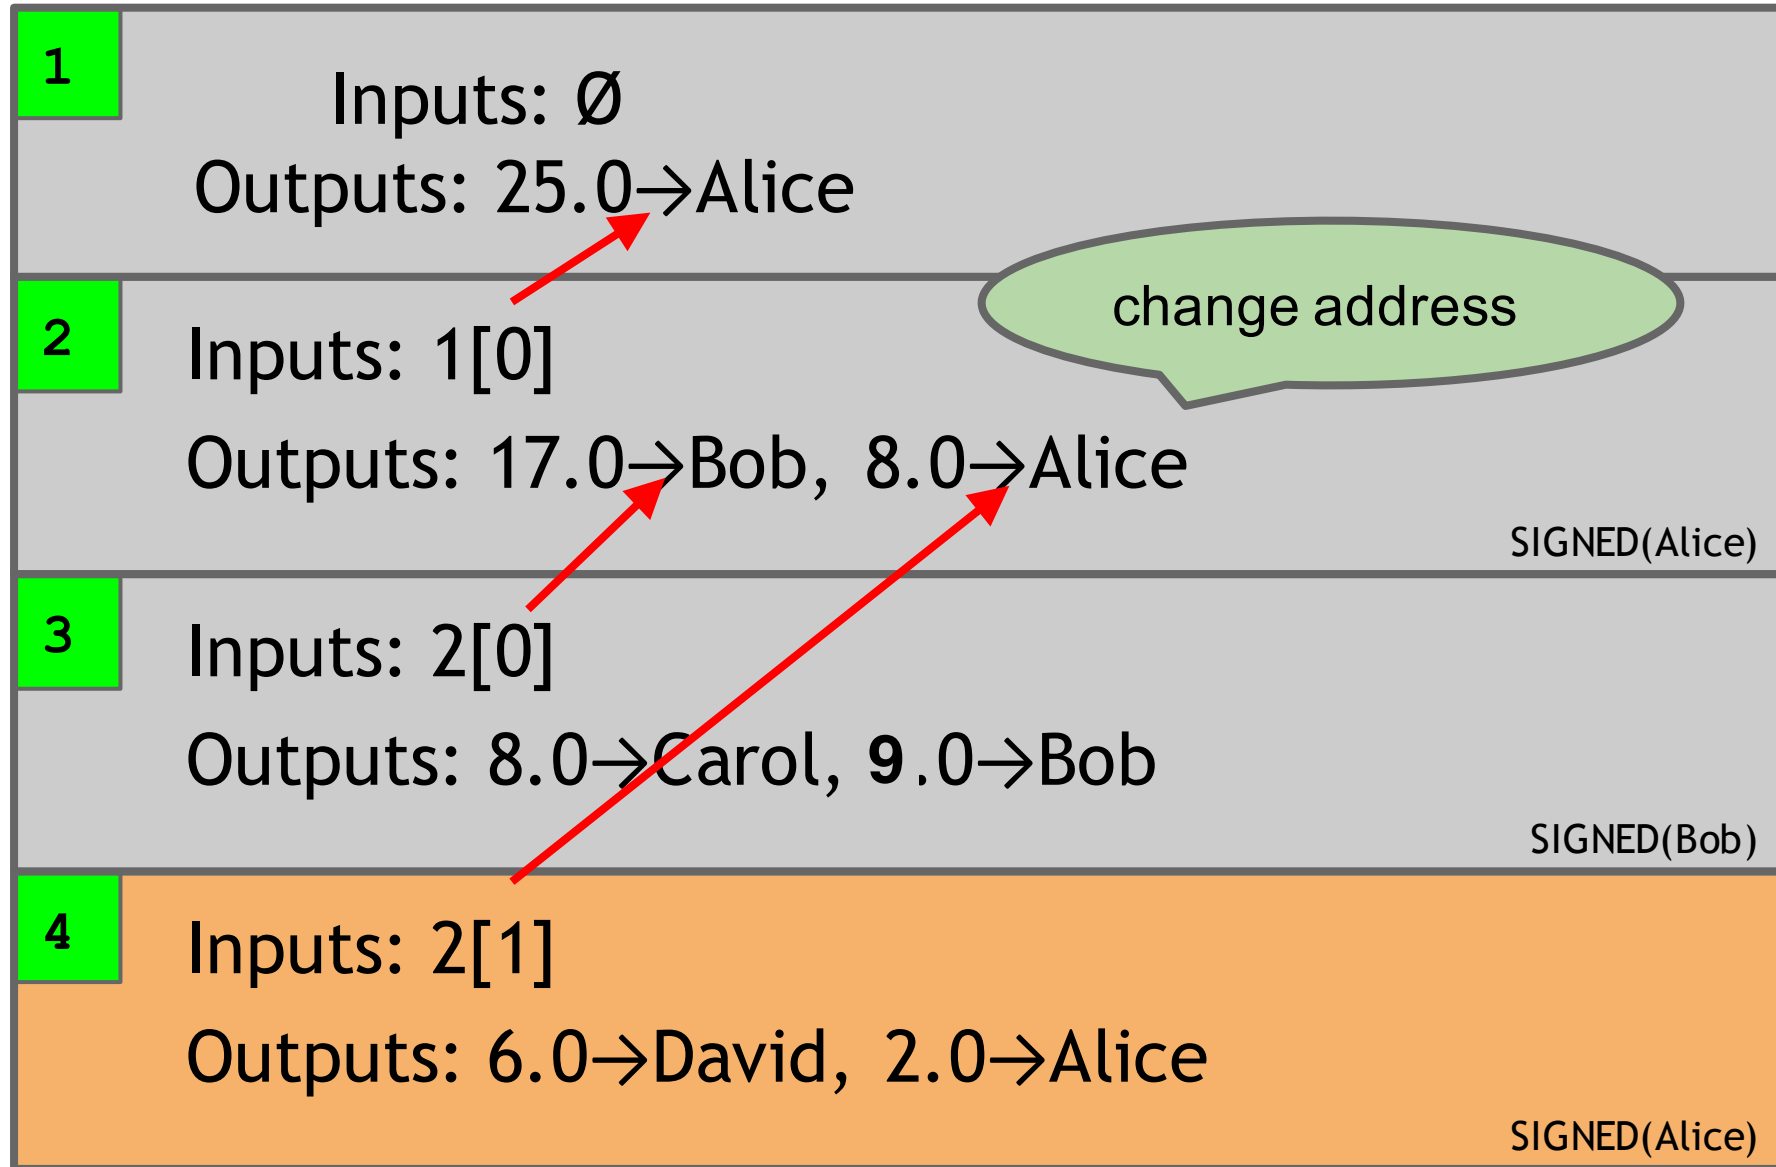 1
Inputs: Ø
Outputs: 25.0→Alice
change address
2
Inputs: 1[0]
Outputs: 17.0→Bob, 8.0→Alice
SIGNED(Alice)
3
Inputs: 2[0]
Outputs: 8.0→Carol, 9.0→Bob
SIGNED(Bob)
4
Inputs: 2[1]
Outputs: 6.0→David, 2.0→Alice
SIGNED(Alice)